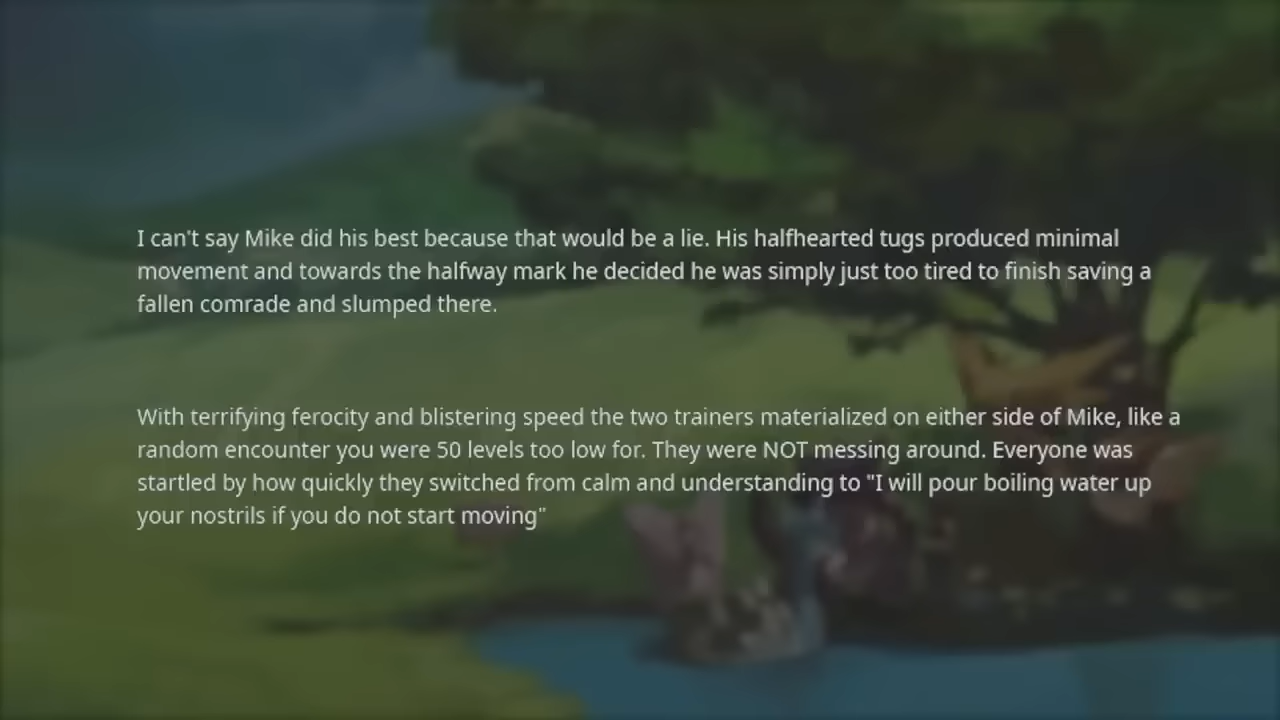 I can't say Mike did his best because that would be a lie. His halfhearted tugs produced minimal
movement and towards the halfway mark he decided he was simply just too tired to finish saving a
fallen comrade and slumped there.
With terrifying ferocity and blistering speed the two trainers materialized on either side of Mike, like a
random encounter you were 50 levels too low for. They were NOT messing around. Everyone was
startled by how quickly they switched from calm and understanding to "I will pour boiling water up
your nostrils if you do not start moving"